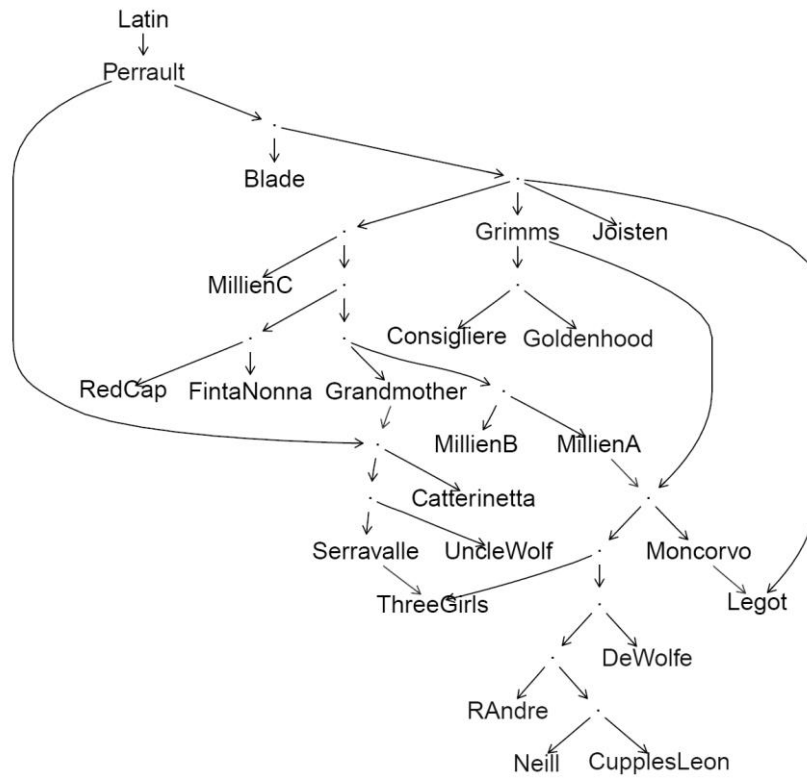 Latin
Perrault
Blade
Grimms
Joisten
MillienC
Consigliere
Goldenhood
RedCap
FintaNonna
Grandmother
MillienB
MillienA
Catterinetta
Serravalle
UncleWolf
Moncorvo
ThreeGirls
Legot
DeWolfe
RAndre
Neill
CupplesLeon